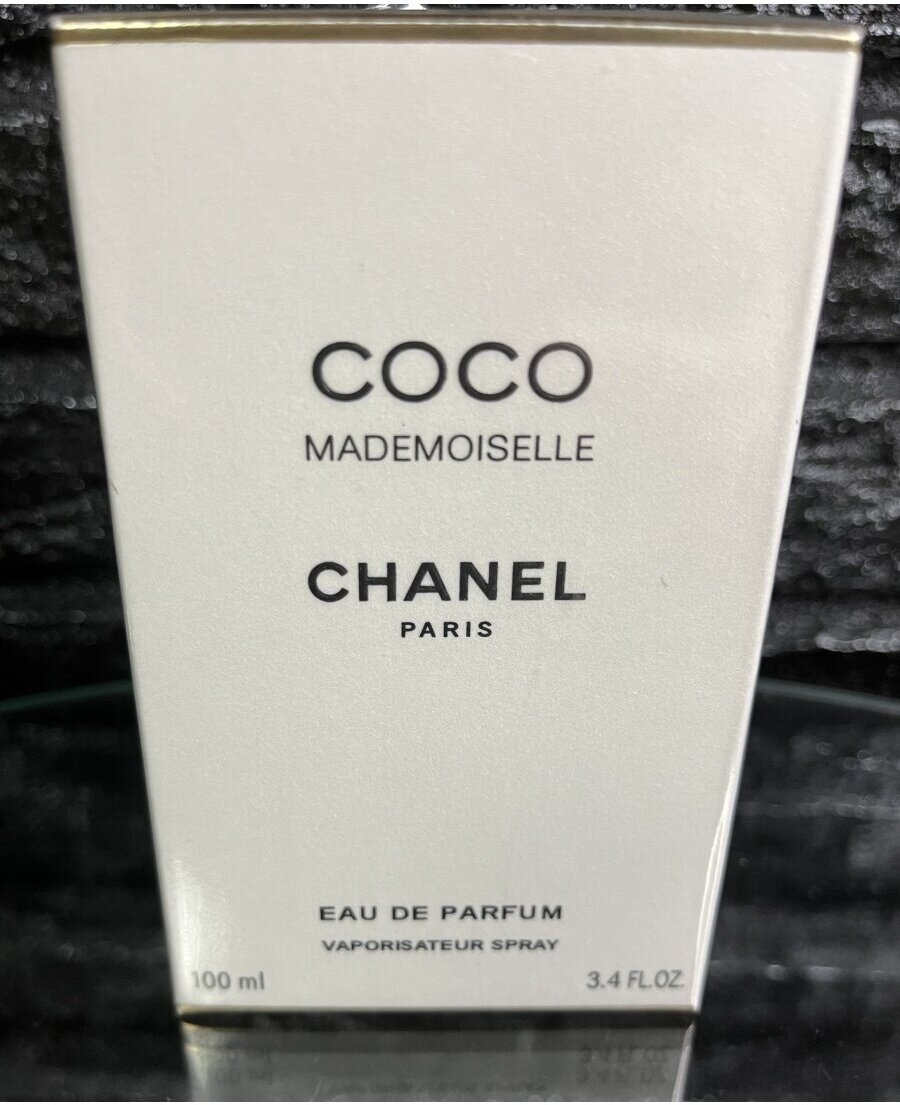 COCO
MADEMOISELLE
CHANEL
PARIS
EAU DE PARFUM
VAPORISATEUR SPRAY
100 ml 3.4 FL.OZ.